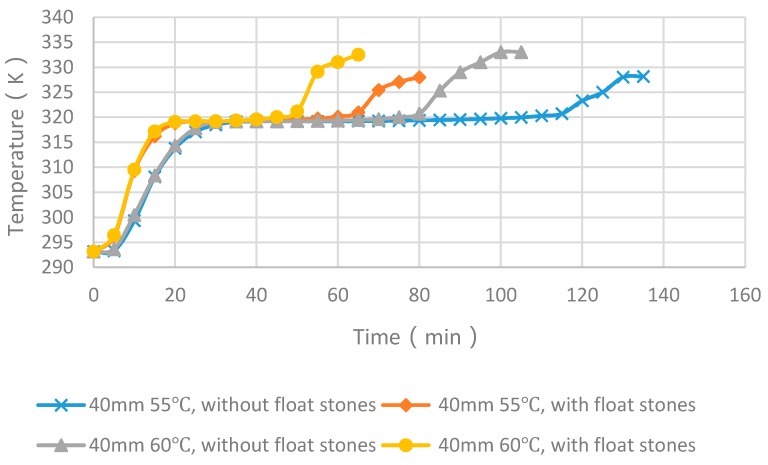 340
335
330
325
320
315
310
305
300
295
290
Temperature ( K )
0 20 40 60 80 100 120 140 160
Time ( min )
40mm 55℃, without float stones 40mm 55℃, with float stones
40mm 60℃, without float stones 40mm 60℃, with float stones